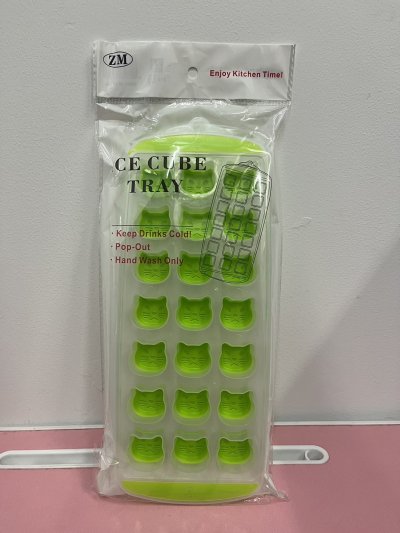 ZM
Enjoy Kitchen Time!
CE CUBE
TRAY
· Keep Drinks Cold!
· Pop-Out
· Hand Wash Only